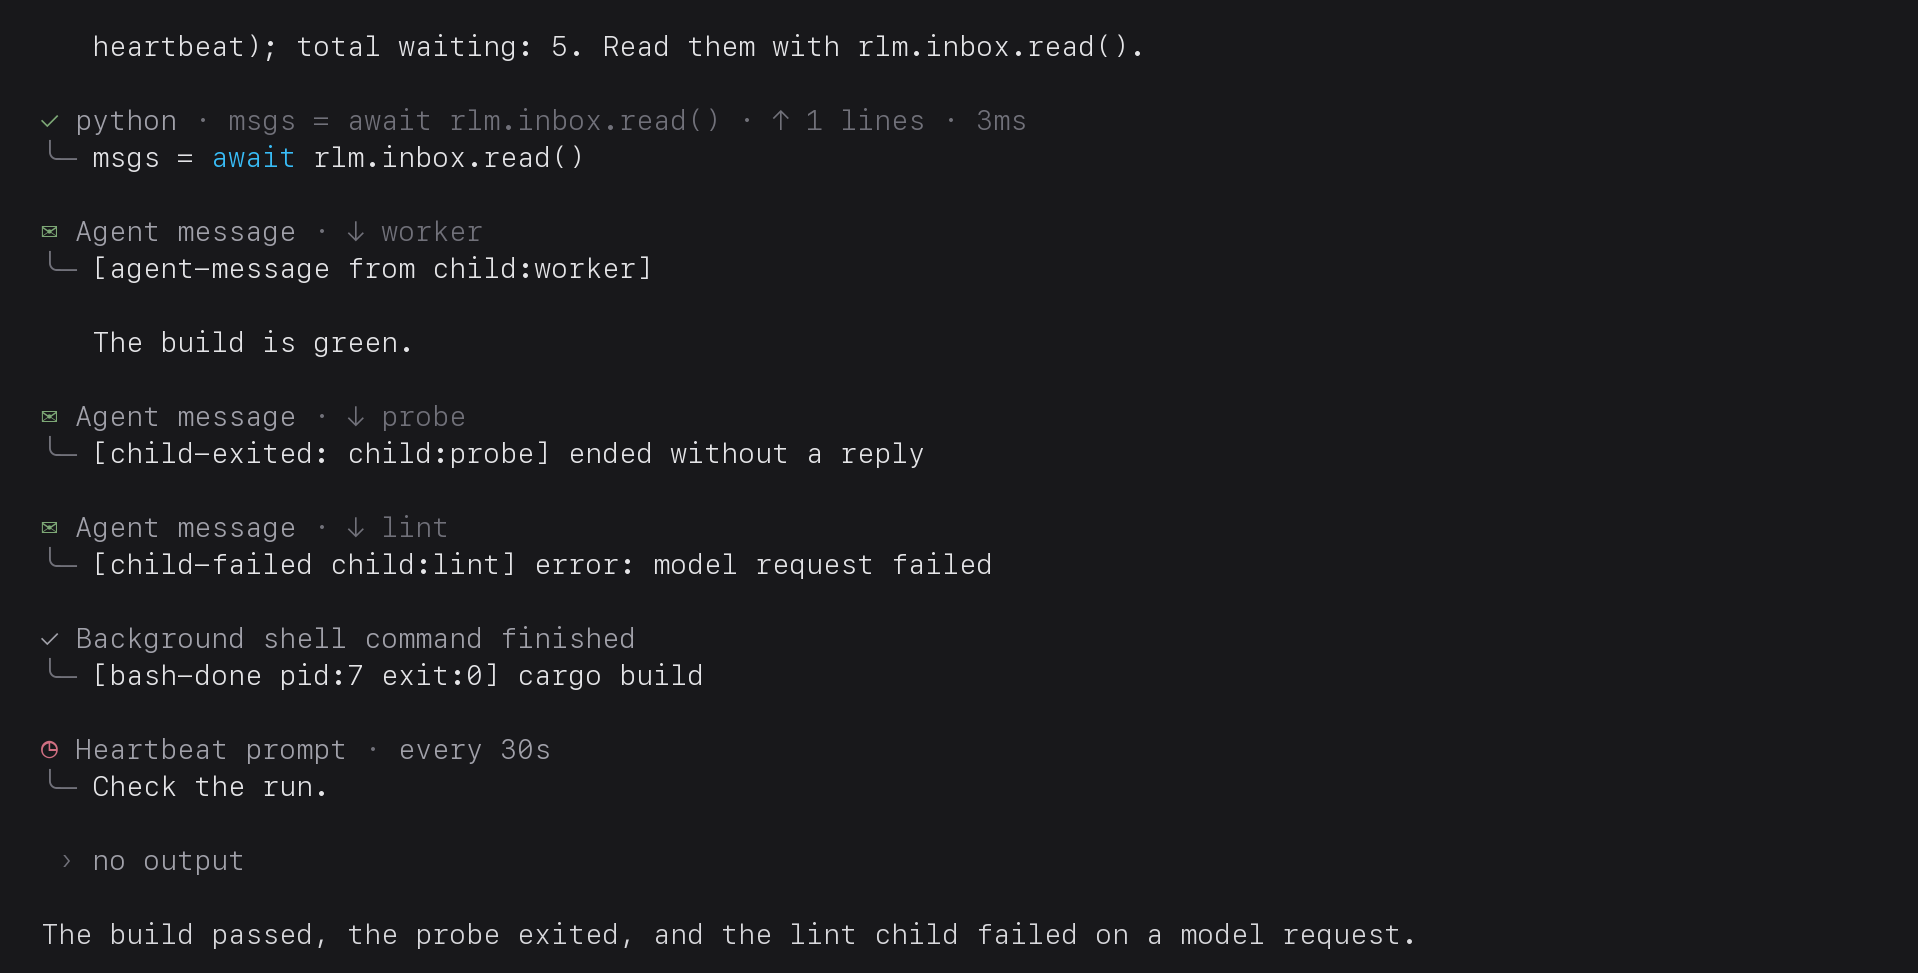 heartbeat); total waiting: 5. Read them with rlm.inbox.read().
✓ python · msgs = await rlm.inbox.read() · ↑ 1 lines · 3ms
╰─ msgs = await rlm.inbox.read()
✉ Agent message · ↓ worker
╰─ [agent-message from child:worker]
The build is green.
✉ Agent message · ↓ probe
╰─ [child-exited: child:probe] ended without a reply
✉ Agent message · ↓ lint
╰─ [child-failed child:lint] error: model request failed
✓ Background shell command finished
╰─ [bash-done pid:7 exit:0] cargo build
◷ Heartbeat prompt · every 30s
╰─ Check the run.
› no output
The build passed, the probe exited, and the lint child failed on a model request.